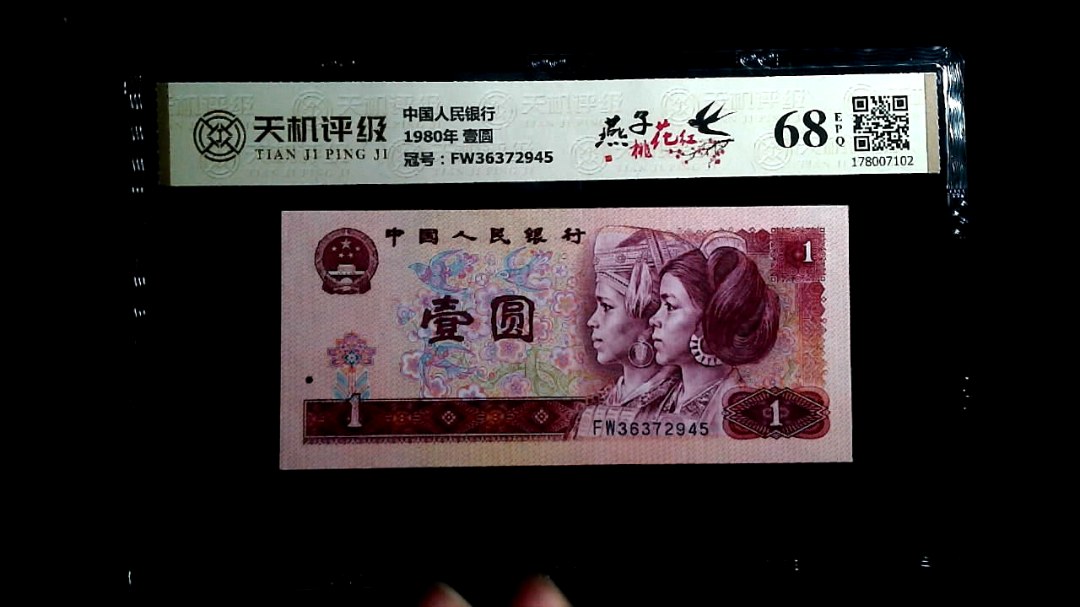 天机评级
TIAN JI PING JI
中国人民银行
1980年 壹圆
冠号：FW36372945
燕子
桃花红
68
EPQ
178007102
中国人民银行
1
壹圆
1
FW36372945
1